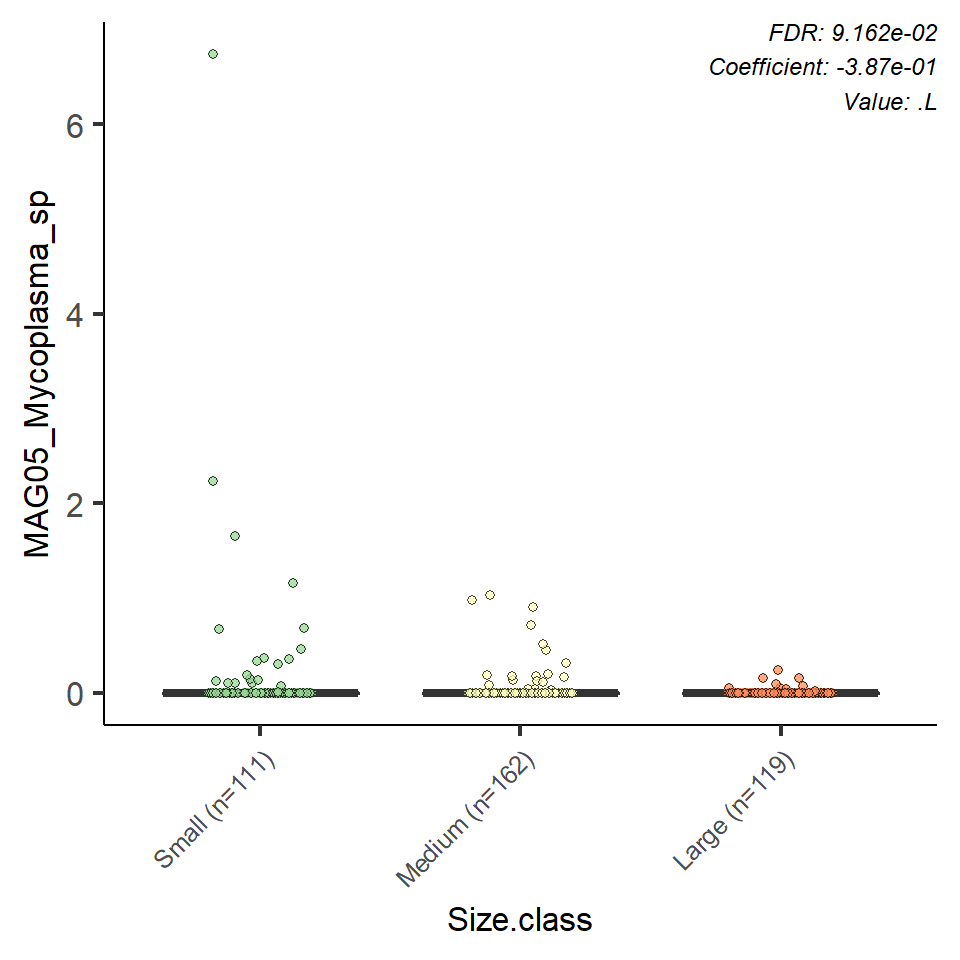 FDR: 9.162e-02
Coefficient: -3.87e-01
Value: .L
MAG05_Mycoplasma_sp
6
4
2
0
Small (n=111)
Medium (n=162)
Large (n=119)
Size.class